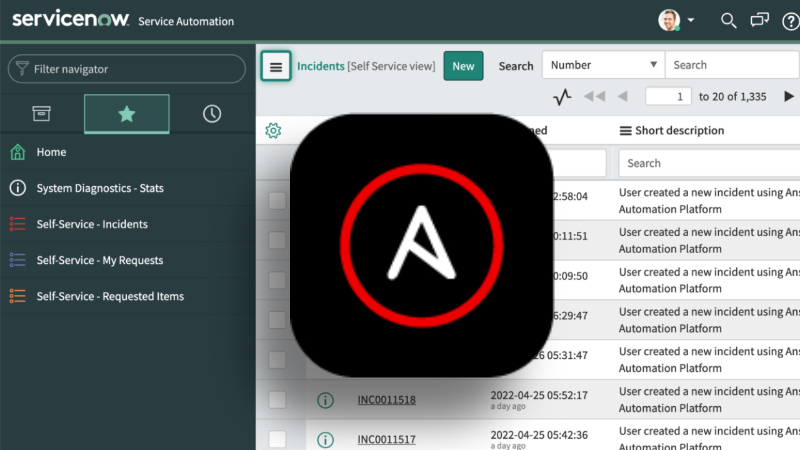 servicenow Service Automation
Filter navigator
Home
System Diagnostics - Stats
Self-Service - Incidents
Self-Service - My Requests
Self-Service - Requested Items
Incidents [Self Service view] New Search Number Search
1 to 20 of 1,335
Short description
Search
2:58:04 User created a new incident using Ans
Automation Platform
0:11:51 User created a new incident using Ans
Automation Platform
0:09:50 User created a new incident using Ans
Automation Platform
6:29:47 User created a new incident using Ans
Automation Platform
05:31:47 User created a new incident using Ans
Automation Platform
INC0011518 2022-04-25 05:52:17 User created a new incident using Ans
a day ago Automation Platform
INC0011517 2022-04-25 05:42:36 User created a new incident using Ans
a day ago Automation Platform